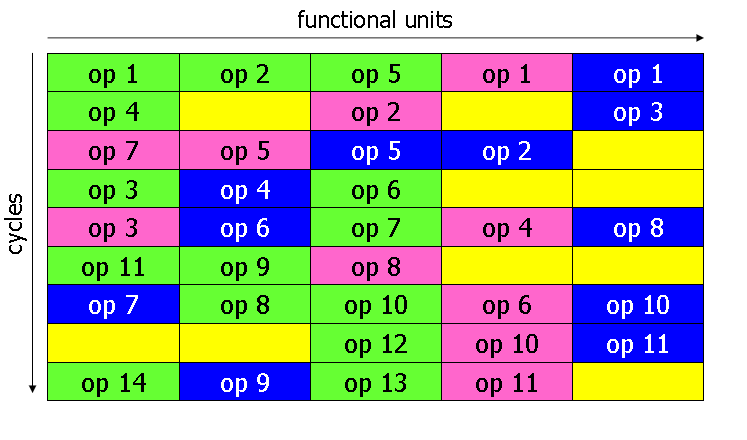 functional units
cycles
op 1 op 2 op 5 op 1 op 1
op 4 op 2 op 3
op 7 op 5 op 5 op 2
op 3 op 4 op 6
op 3 op 6 op 7 op 4 op 8
op 11 op 9 op 8
op 7 op 8 op 10 op 6 op 10
op 12 op 10 op 11
op 14 op 9 op 13 op 11